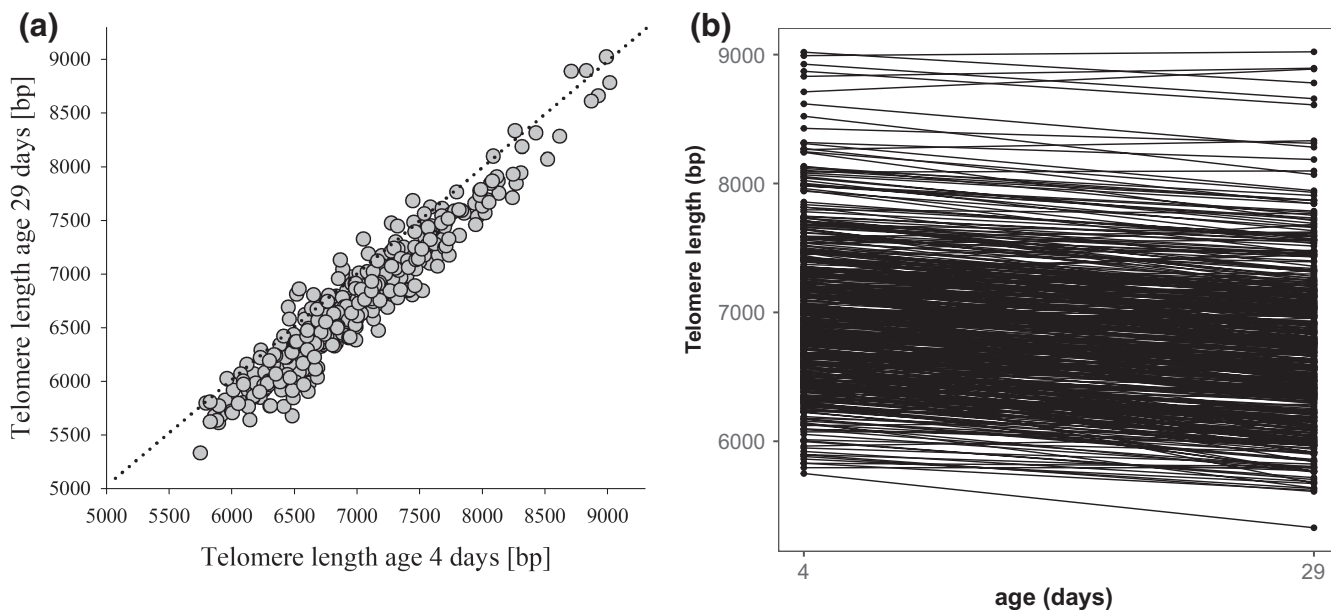 (a)
Telomere length age 29 days [bp]
9000
8500
8000
7500
7000
6500
6000
5500
5000
5000 5500 6000 6500 7000 7500 8000 8500 9000
Telomere length age 4 days [bp]
(b)
Telomere length (bp)
9000
8000
7000
6000
4 29
age (days)